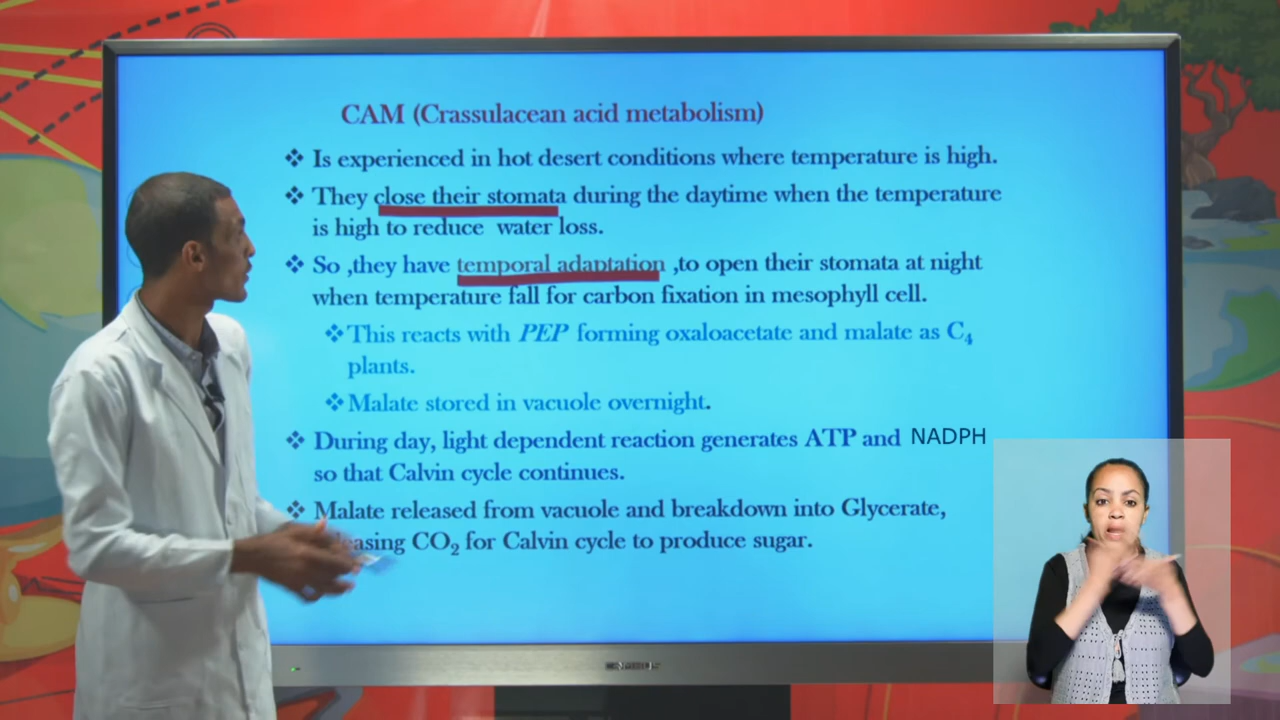 CAM (Crassulacean acid metabolism)
❖ Is experienced in hot desert conditions where temperature is high.
❖ They close their stomata during the daytime when the temperature
is high to reduce water loss.
❖ So ,they have temporal adaptation ,to open their stomata at night
when temperature fall for carbon fixation in mesophyll cell.
❖ This reacts with PEP forming oxaloacetate and malate as C₄
plants.
❖ Malate stored in vacuole overnight.
❖ During day, light dependent reaction generates ATP and NADPH
so that Calvin cycle continues.
❖ Malate released from vacuole and breakdown into Glycerate,
easing CO₂ for Calvin cycle to produce sugar.